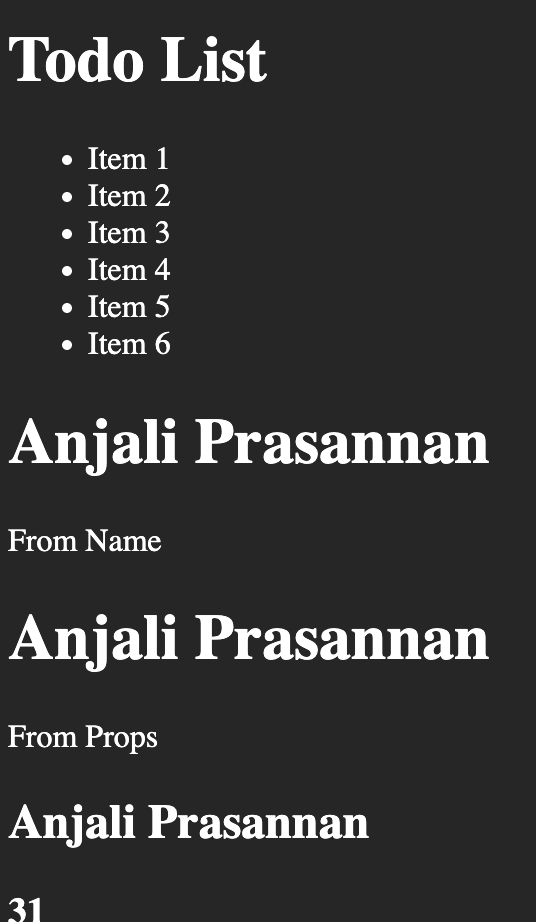 Todo List
Item 1
Item 2
Item 3
Item 4
Item 5
Item 6
Anjali Prasannan
From Name
Anjali Prasannan
From Props
Anjali Prasannan
31